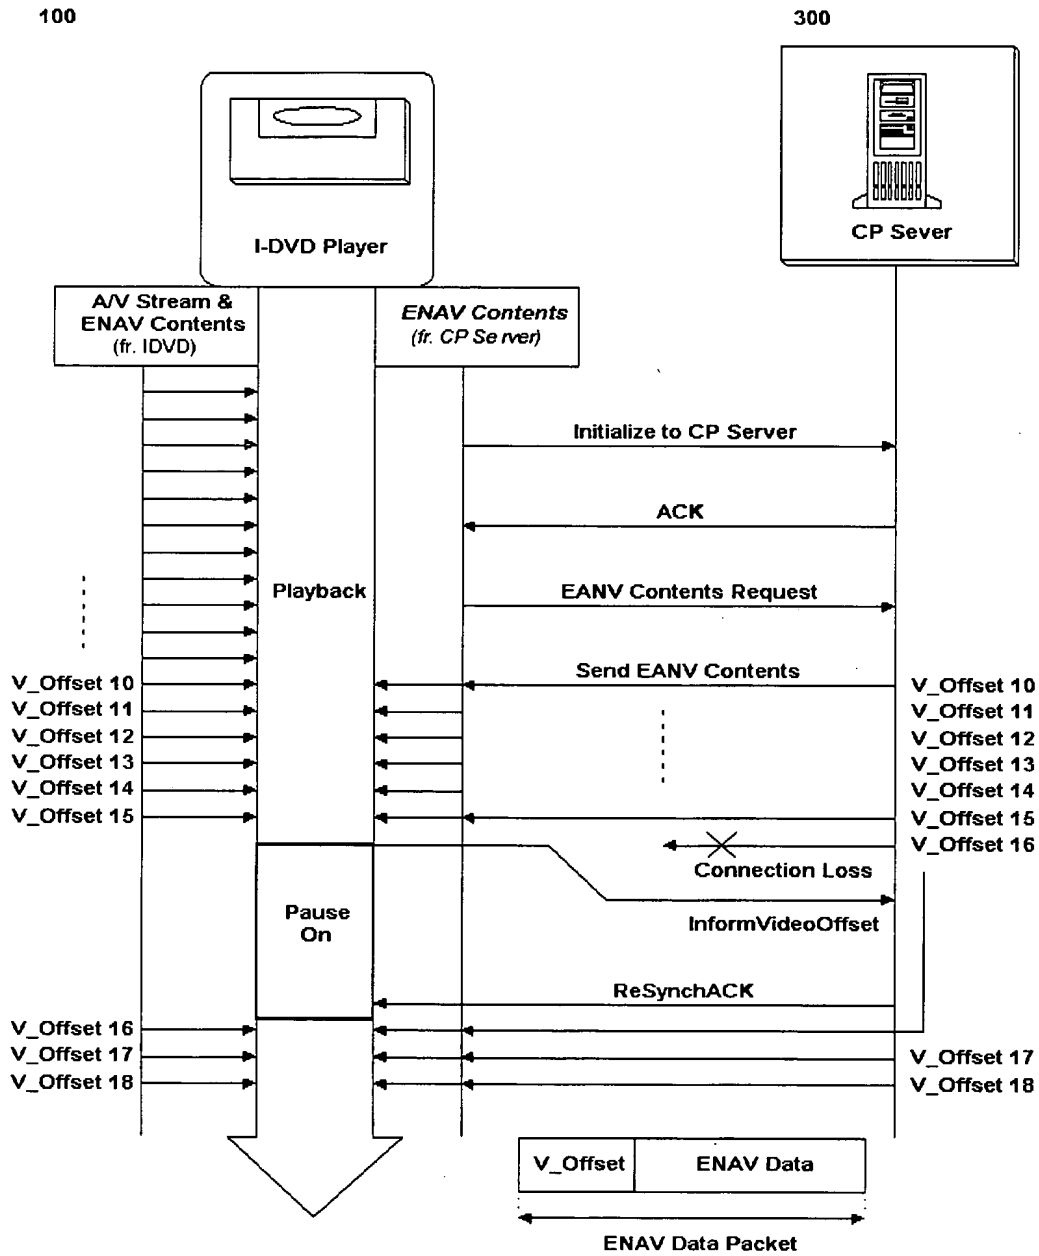 100
300
I-DVD Player
CP Sever
A/V Stream &
ENAV Contents
(fr. IDVD)
ENAV Contents
(fr. CP Server)
Initialize to CP Server
ACK
Playback
EANV Contents Request
Send EANV Contents
V_Offset 10
V_Offset 10
V_Offset 11
V_Offset 11
V_Offset 12
V_Offset 12
V_Offset 13
V_Offset 13
V_Offset 14
V_Offset 14
V_Offset 15
V_Offset 15
V_Offset 16
Connection Loss
Pause
On
InformVideoOffset
ReSynchACK
V_Offset 16
V_Offset 17
V_Offset 17
V_Offset 18
V_Offset 18
V_Offset
ENAV Data
ENAV Data Packet